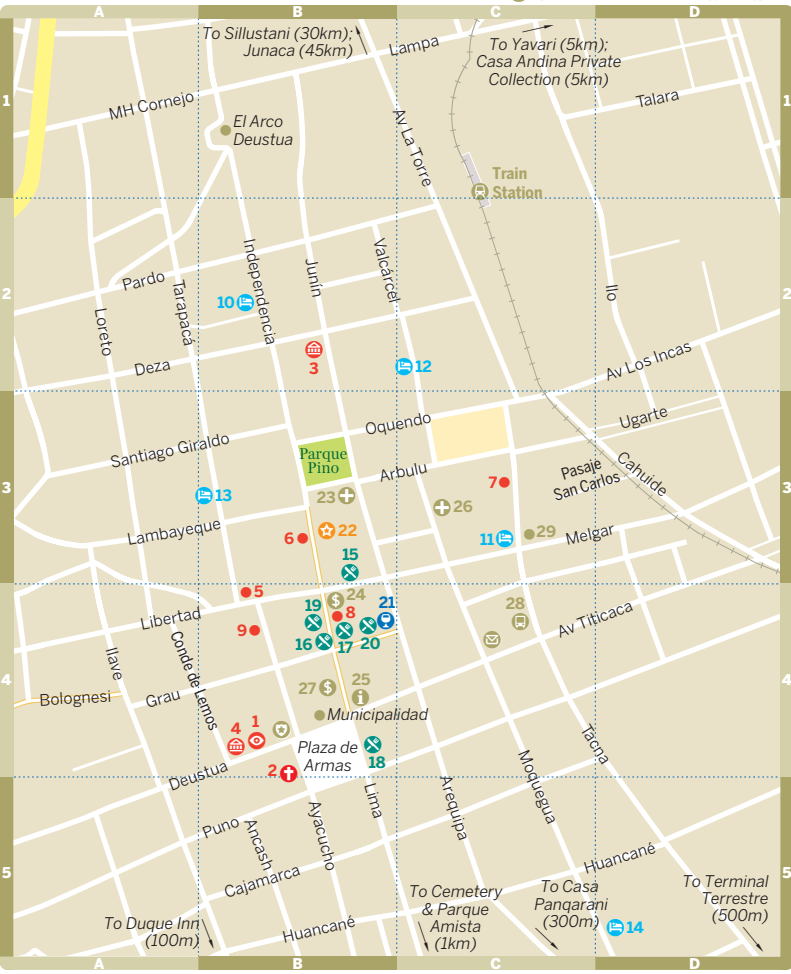 A
B
C
D
To Sillustani (30km);
Junaca (45km)
Lampa
To Yavari (5km);
Casa Andina Private
Collection (5km)
1
1
MH Cornejo
Talara
El Arco
Deustua
Av La Torre
Train
Station
Independencia
Junín
Valcárcel
2
2
Pardo
Tarapacá
Loreto
Ilo
10
3
12
Deza
Av Los Incas
Oquendo
Ugarte
Santiago Giraldo
Parque
Pino
Arbulu
Pasaje
San Carlos
Cahuide
3
3
7
13
23
26
Lambayeque
6
22
11
29
Melgar
15
5
24
21
Libertad
19
8
28
Av Titicaca
9
16
17
20
Conde de Lemos
Ilave
4
4
Bolognesi
Grau
27
25
Municipalidad
4
1
Plaza de
Armas
18
Tacna
2
Deustua
Lima
Arequipa
Moquegua
Puno
Ancash
Ayacucho
Huancané
5
5
Cajamarca
To Cemetery
& Parque
Amista
(1km)
To Casa
Panqarani
(300m)
To Terminal
Terrestre
(500m)
To Duque Inn
(100m)
Huancané
14
A
B
C
D